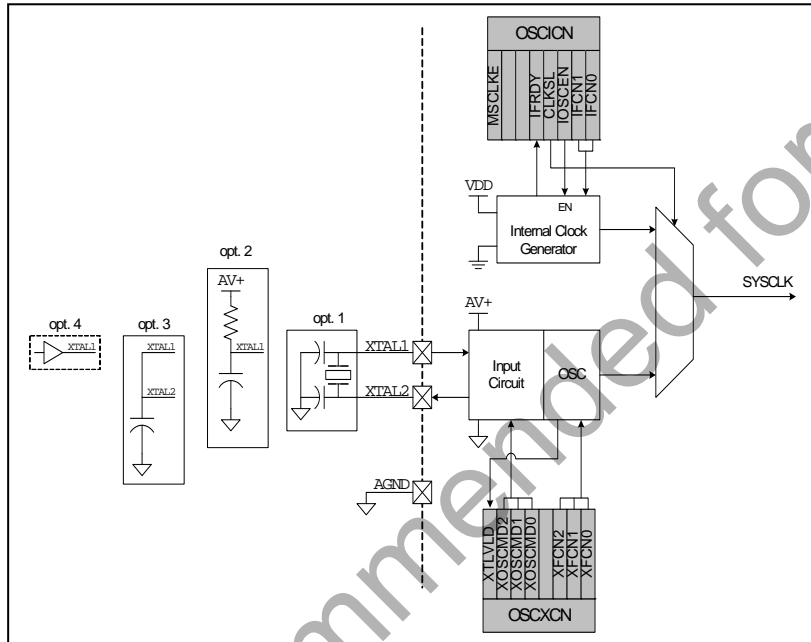 OSCICN
MSCLKE
IFRDY
CLKSL
IOSCEN
IFCN1
IFCN0
VDD
EN
Internal Clock
Generator
opt. 2
AV+
XTAL1
opt. 4
XTAL1
opt. 3
XTAL1
XTAL2
opt. 1
XTAL1
XTAL2
AV+
Input
Circuit
OSC
SYSCLK
AGND
XTLVLD
XOSCMD2
XOSCMD1
XOSCMD0
XFCN2
XFCN1
XFCN0
OSCXCN
mmended for